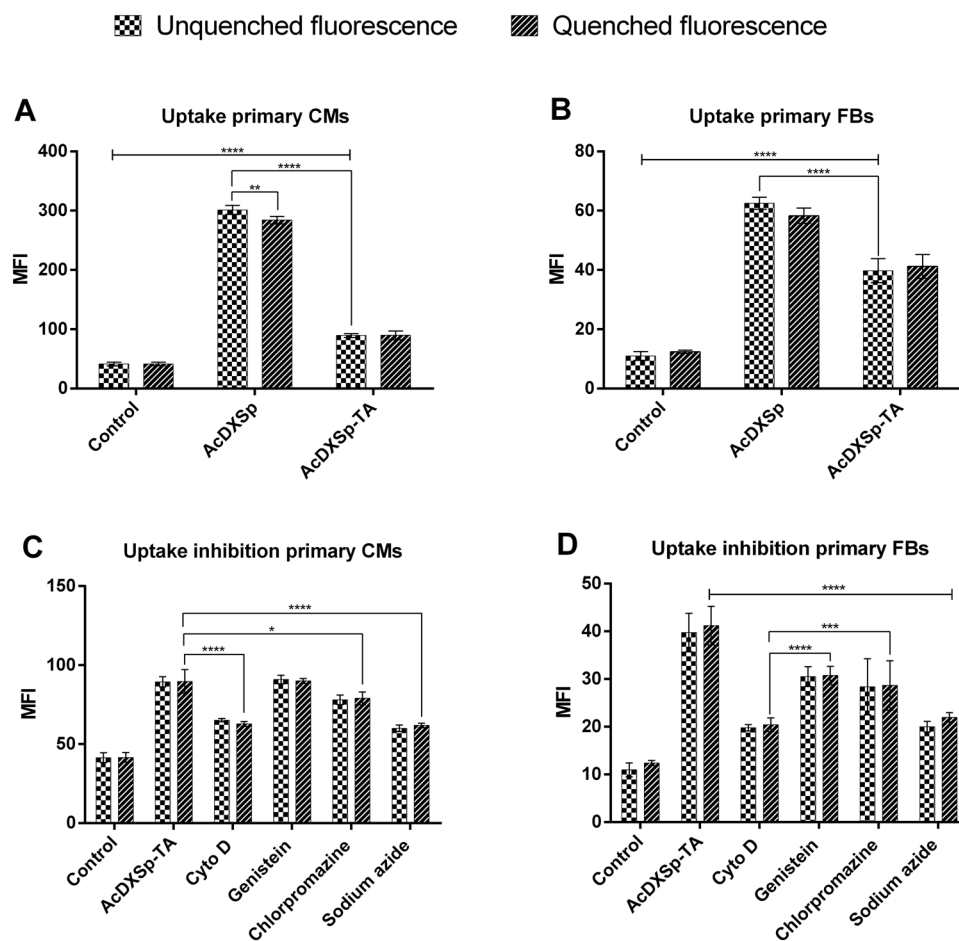 Unquenched fluorescence
Quenched fluorescence
A
Uptake primary CMs
400
300
200
100
0
MFI
****
****
**
Control
AcDXSp
AcDXSp-TA
B
Uptake primary FBs
80
60
40
20
0
MFI
****
****
Control
AcDXSp
AcDXSp-TA
C
Uptake inhibition primary CMs
150
100
50
0
MFI
****
*
****
Control
AcDXSp-TA
Cyto D
Genistein
Chlorpromazine
Sodium azide
D
Uptake inhibition primary FBs
50
40
30
20
10
0
MFI
****
***
****
Control
AcDXSp-TA
Cyto D
Genistein
Chlorpromazine
Sodium azide